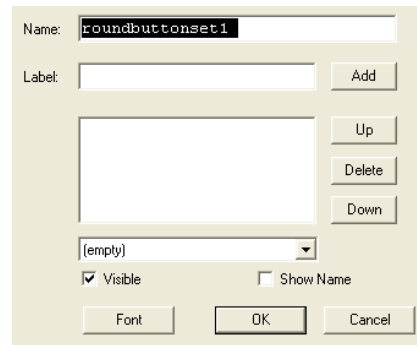 Name: roundbuttonset1
Label: Add
Up
Delete
Down
(empty)
Visible Show Name
Font OK Cancel